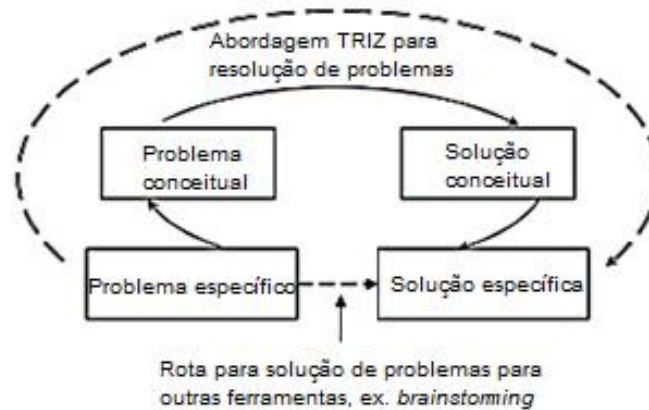 Abordagem TRIZ para
resolução de problemas
Problema
conceitual
Solução
conceitual
Problema específico
Solução específica
Rota para solução de problemas para
outras ferramentas, ex. brainstorming